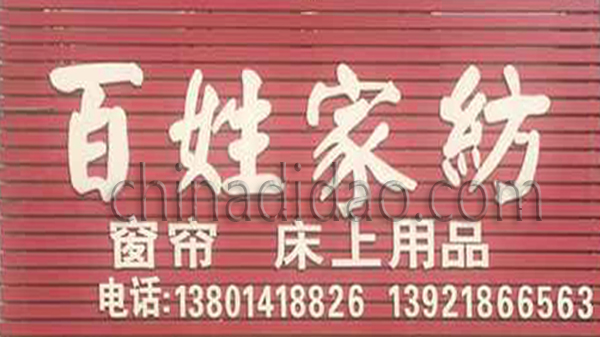 百姓家紡
chinadidao.com
窗帘 床上用品
电话:13801418826 13921866563